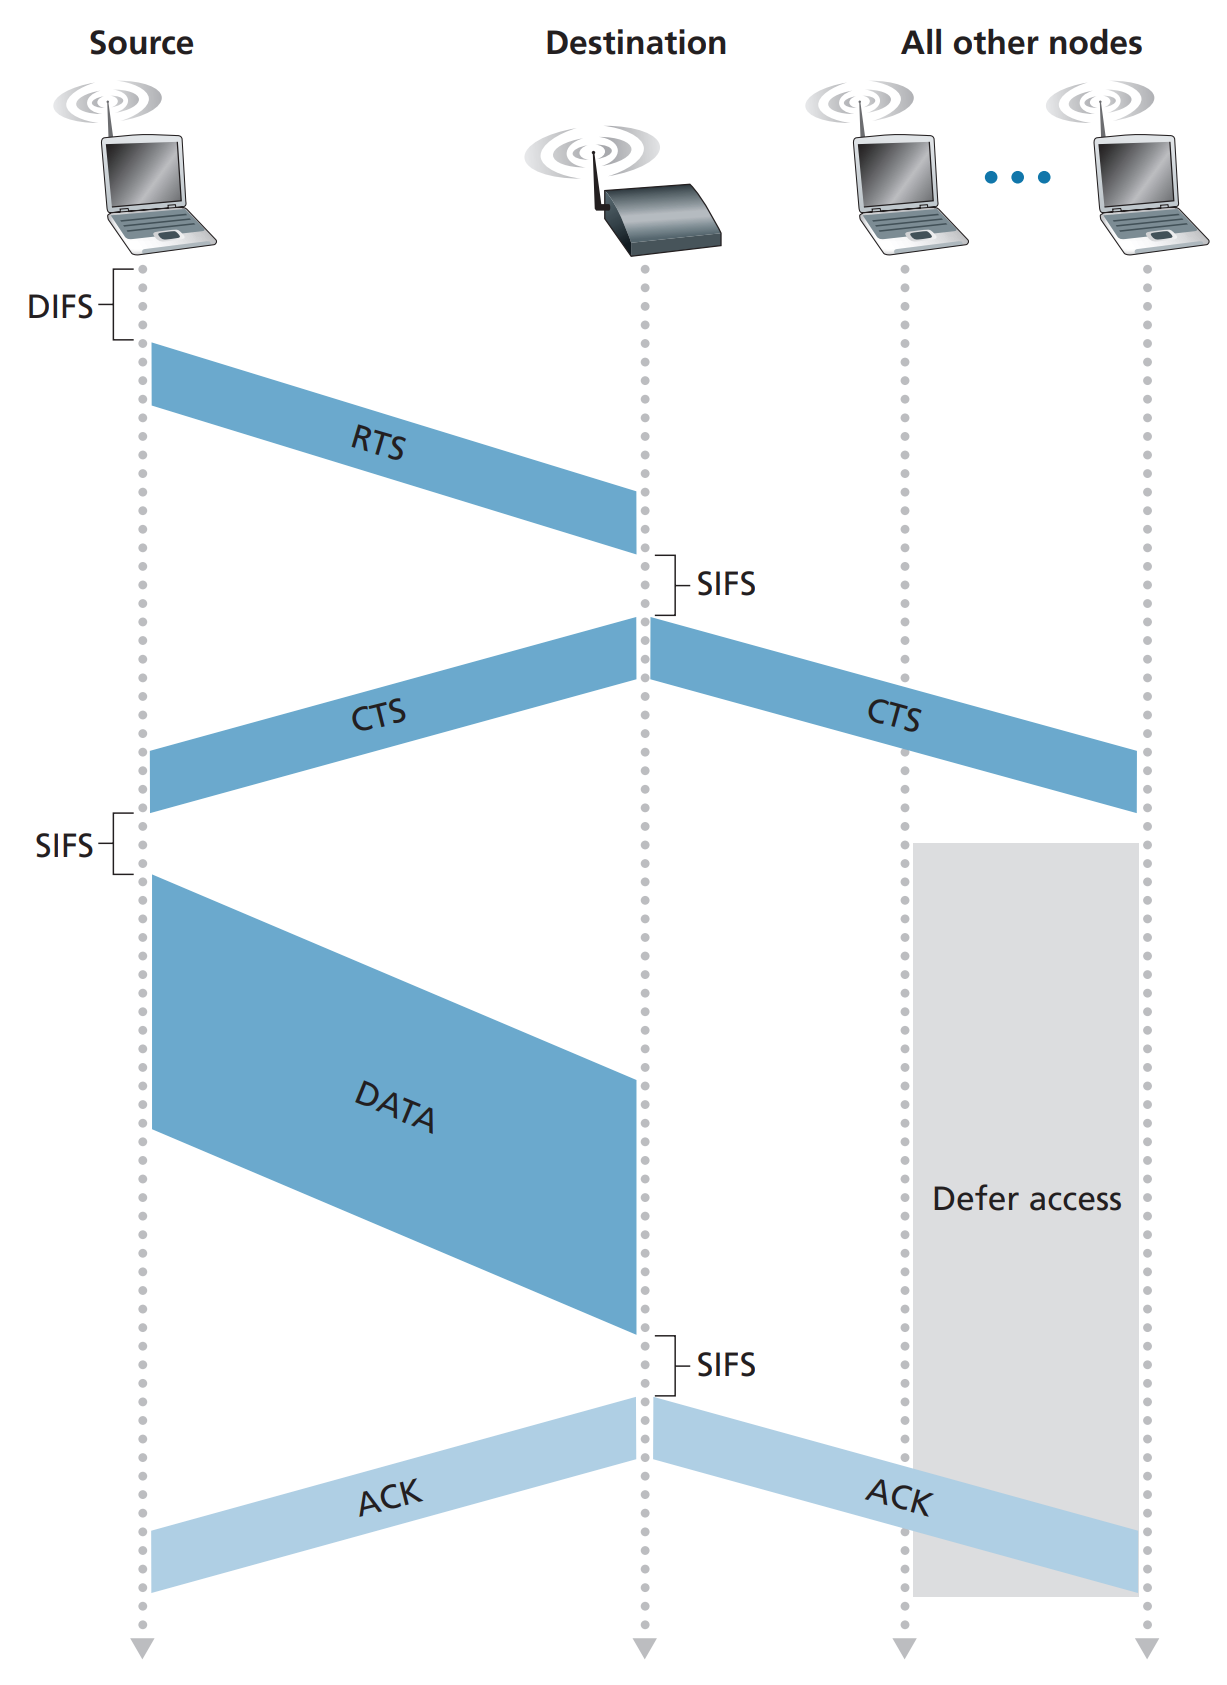 Source
Destination
All other nodes
DIFS
RTS
SIFS
CTS
CTS
SIFS
DATA
Defer access
SIFS
ACK
ACK